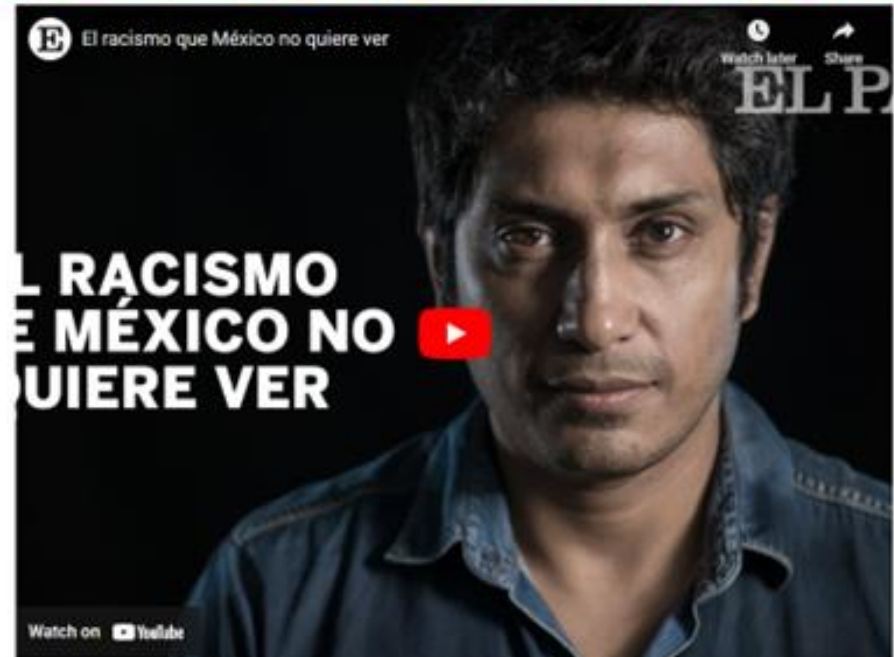 E El racismo que México no quiere ver
Watch later Share
EL PA
L RACISMO
E MÉXICO NO
QUIERE VER
Watch on YouTube